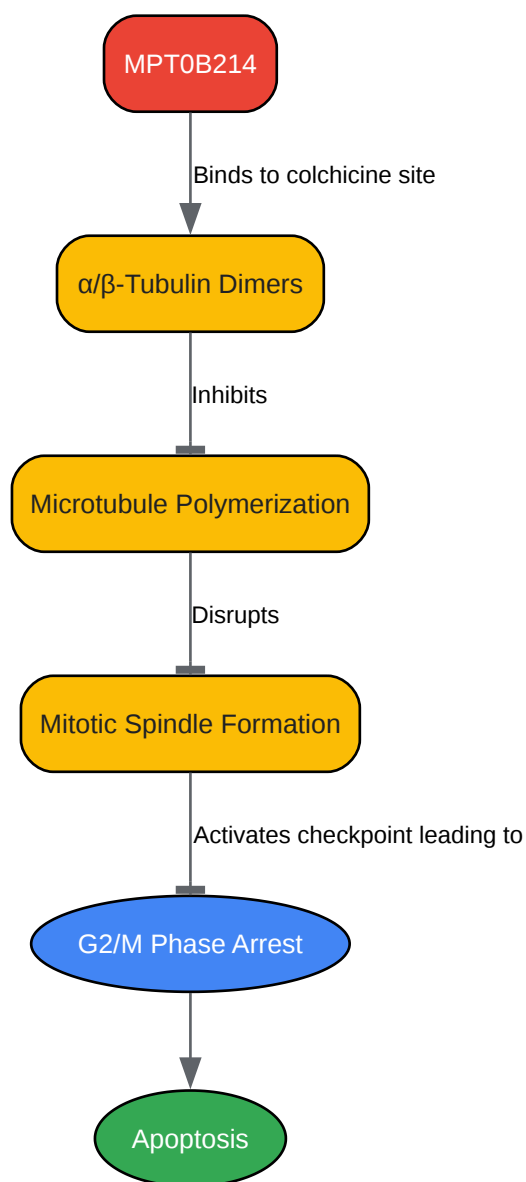 MPT0B214
Binds to colchicine site
α/β-Tubulin Dimers
Inhibits
Microtubule Polymerization
Disrupts
Mitotic Spindle Formation
Activates checkpoint leading to
G2/M Phase Arrest
Apoptosis